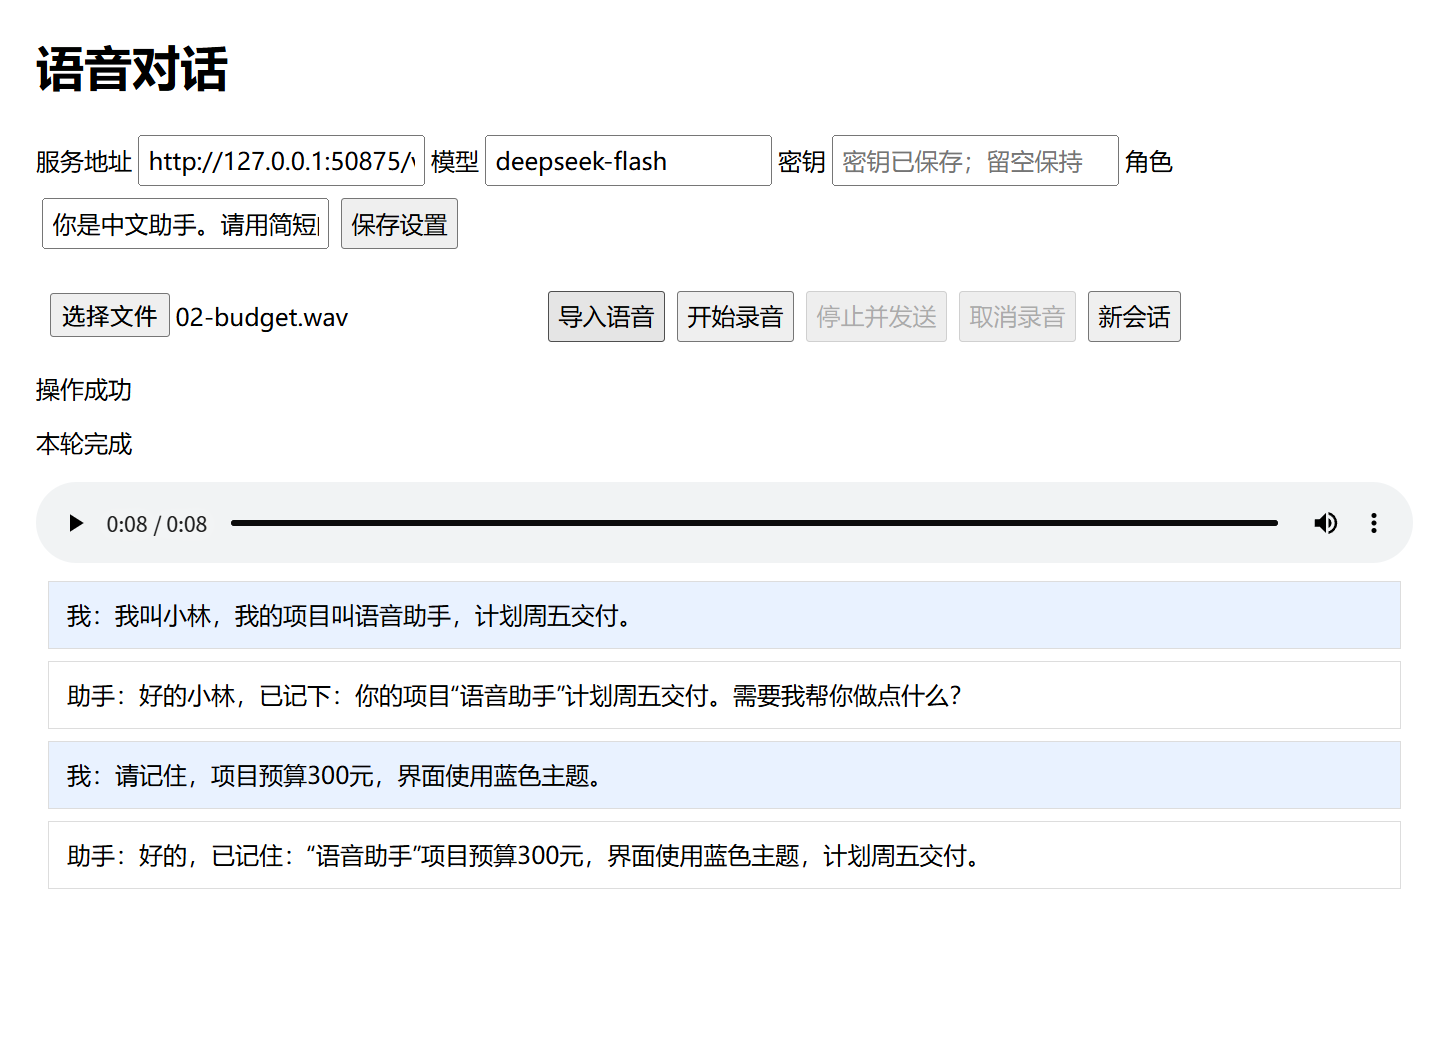 语音对话
服务地址 http://127.0.0.1:50875/v 模型 deepseek-flash 密钥 密钥已保存；留空保持 角色
你是中文助手。请用简短 保存设置
选择文件 02-budget.wav 导入语音 开始录音 停止并发送 取消录音 新会话
操作成功
本轮完成
0:08 / 0:08
我：我叫小林，我的项目叫语音助手，计划周五交付。
助手：好的小林，已记下：你的项目“语音助手”计划周五交付。需要我帮你做点什么？
我：请记住，项目预算300元，界面使用蓝色主题。
助手：好的，已记住：“语音助手”项目预算300元，界面使用蓝色主题，计划周五交付。